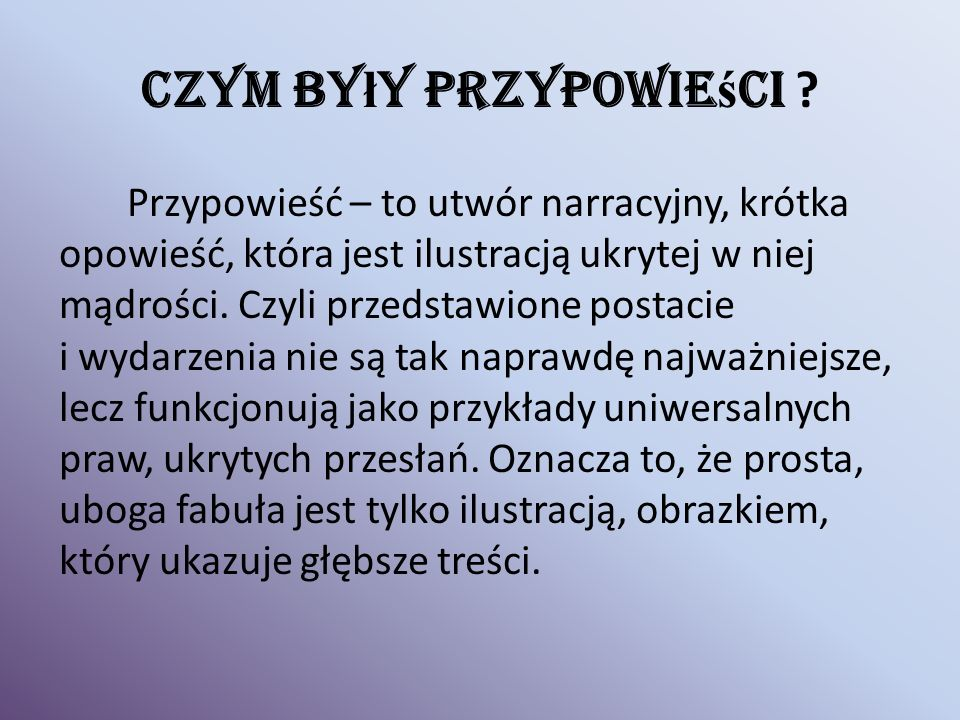 CZYM BYłY PRZYPOWIEśCI ?
Przypowieść – to utwór narracyjny, krótka
opowieść, która jest ilustracją ukrytej w niej
mądrości. Czyli przedstawione postacie
i wydarzenia nie są tak naprawdę najważniejsze,
lecz funkcjonują jako przykłady uniwersalnych
praw, ukrytych przesłań. Oznacza to, że prosta,
uboga fabuła jest tylko ilustracją, obrazkiem,
który ukazuje głębsze treści.